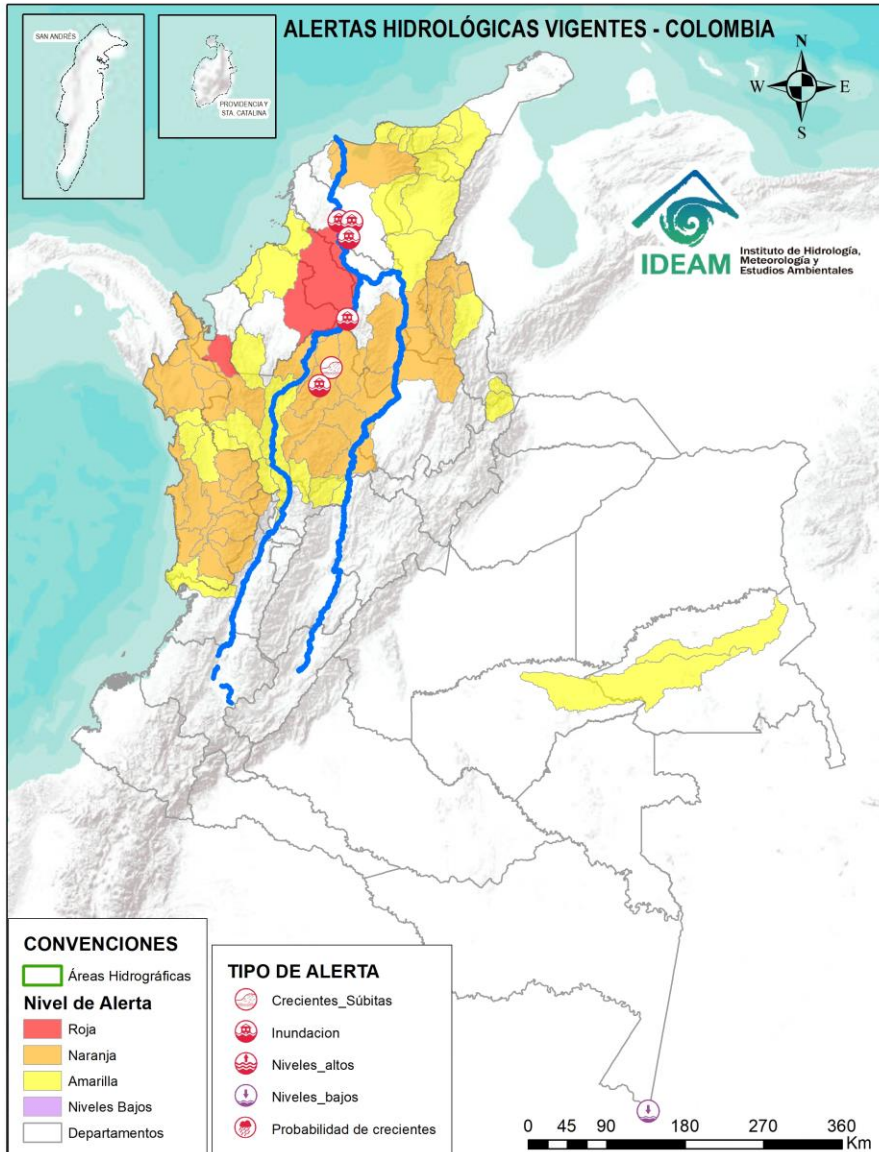 ALERTAS HIDROLÓGICAS VIGENTES - COLOMBIA
SAN ANDRÉS
PROVIDENCIA Y
STA. CATALINA
N
W
E
S
IDEAM
Instituto de Hidrología,
Meteorología y
Estudios Ambientales
CONVENCIONES
Áreas Hidrográficas
Nivel de Alerta
Roja
Naranja
Amarilla
Niveles Bajos
Departamentos
TIPO DE ALERTA
Crecientes_Súbitas
Inundacion
Niveles_altos
Niveles_bajos
Probabilidad de crecientes
0 45 90 180 270 360
Km